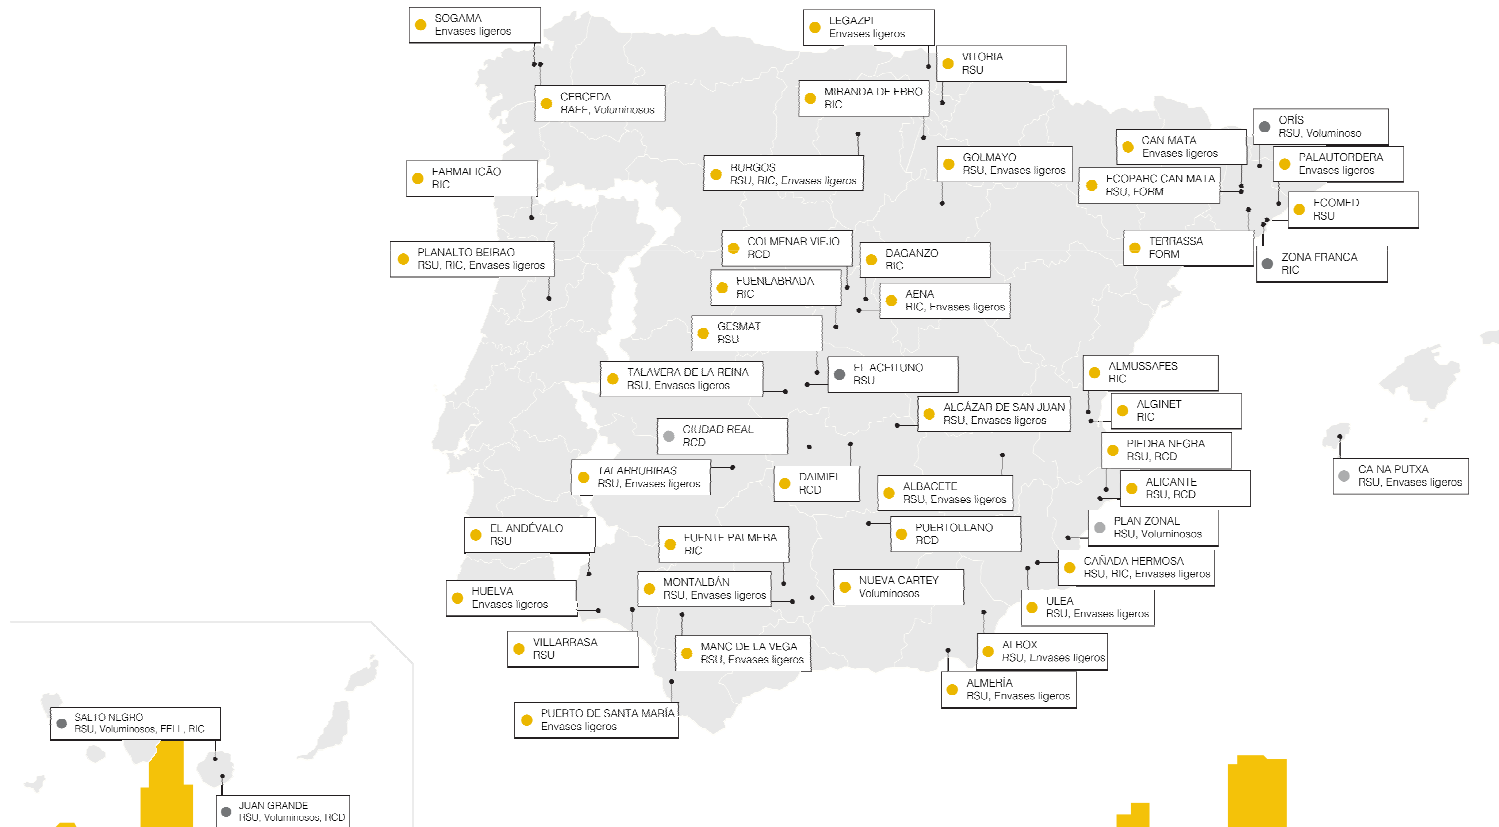 SOGAMA
Envases ligeros
LEGAZPI
Envases ligeros
VITORIA
RSU
CERCEDA
RAEE, Voluminosos
MIRANDA DE EBRO
RIC
ORÍS
RSU, Voluminoso
CAN MATA
Envases ligeros
PALAUTORDERA
Envases ligeros
BURGOS
RSU, RIC, Envases ligeros
GOLMAYO
RSU, Envases ligeros
FARMALICÃO
RIC
ECOPARC CAN MATA
RSU, FORM
ECOMED
RSU
PLANALTO BEIRAO
RSU, RIC, Envases ligeros
COLMENAR VIEJO
RCD
DAGANZO
RIC
TERRASSA
FORM
ZONA FRANCA
RIC
FUENLABRADA
RIC
AENA
RIC, Envases ligeros
GESMAT
RSU
TALAVERA DE LA REINA
RSU, Envases ligeros
EL ACEITUNO
RSU
ALMUSSAFES
RIC
ALCÁZAR DE SAN JUAN
RSU, Envases ligeros
ALGINET
RIC
CIUDAD REAL
RCD
PIEDRA NEGRA
RSU, RCD
TALARRUBIAS
RSU, Envases ligeros
DAIMIEL
RCD
ALBACETE
RSU, Envases ligeros
ALICANTE
RSU, RCD
CA NA PUTXA
RSU, Envases ligeros
EL ANDÉVALO
RSU
FUENTE PALMERA
RIC
PUERTOLLANO
RCD
PLAN ZONAL
RSU, Voluminosos
CAÑADA HERMOSA
RSU, RIC, Envases ligeros
HUELVA
Envases ligeros
MONTALBÁN
RSU, Envases ligeros
NUEVA CARTEY
Voluminosos
ULEA
RSU, Envases ligeros
VILLARRASA
RSU
MANC DE LA VEGA
RSU, Envases ligeros
ALBOX
RSU, Envases ligeros
ALMERÍA
RSU, Envases ligeros
PUERTO DE SANTA MARÍA
Envases ligeros
SALTO NEGRO
RSU, Voluminosos, EELL, RIC
JUAN GRANDE
RSU, Voluminosos, RCD